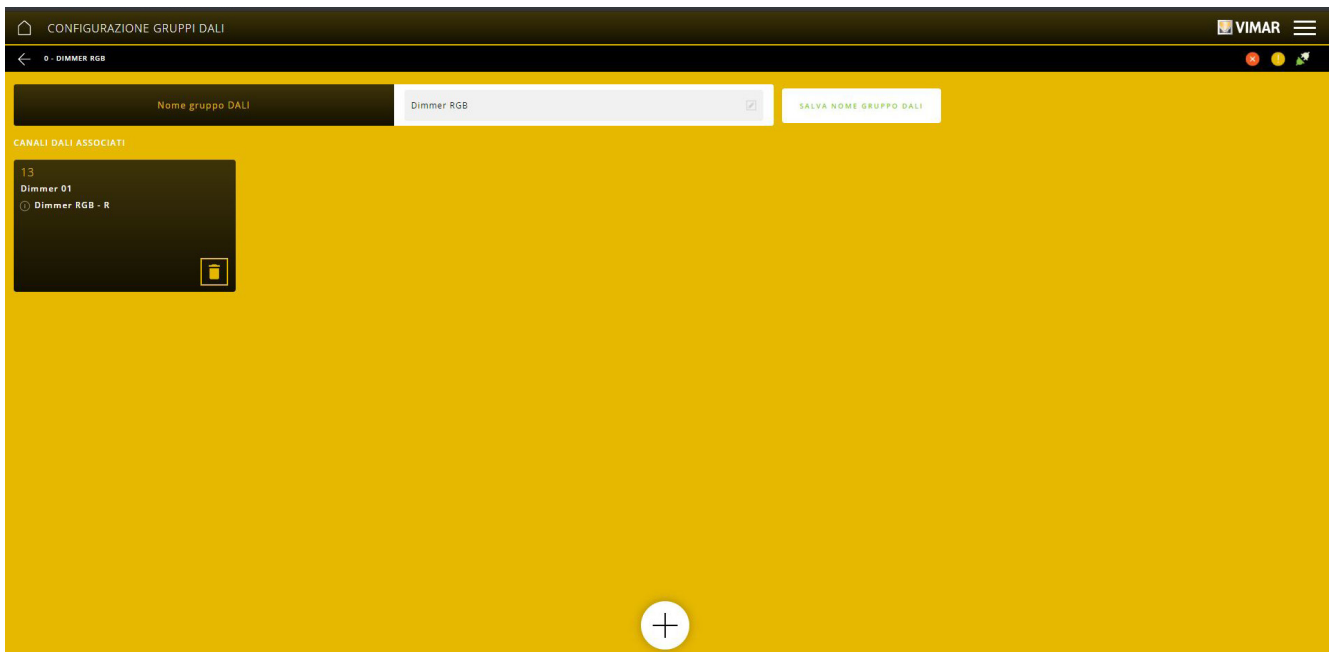 CONFIGURAZIONE GRUPPI DALI
VIMAR
0 - DIMMER RGB
Nome gruppo DALI
Dimmer RGB
SALVA NOME GRUPPO DALI
CANALI DALI ASSOCIATI
13
Dimmer 01
Dimmer RGB - R